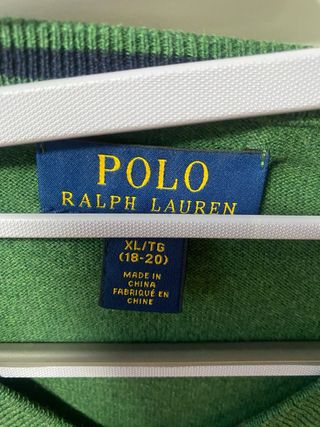 POLO
RALPH LAUREN
XL/TG
(18-20)
MADE IN
CHINA
FABRIQUÉ EN
CHINE